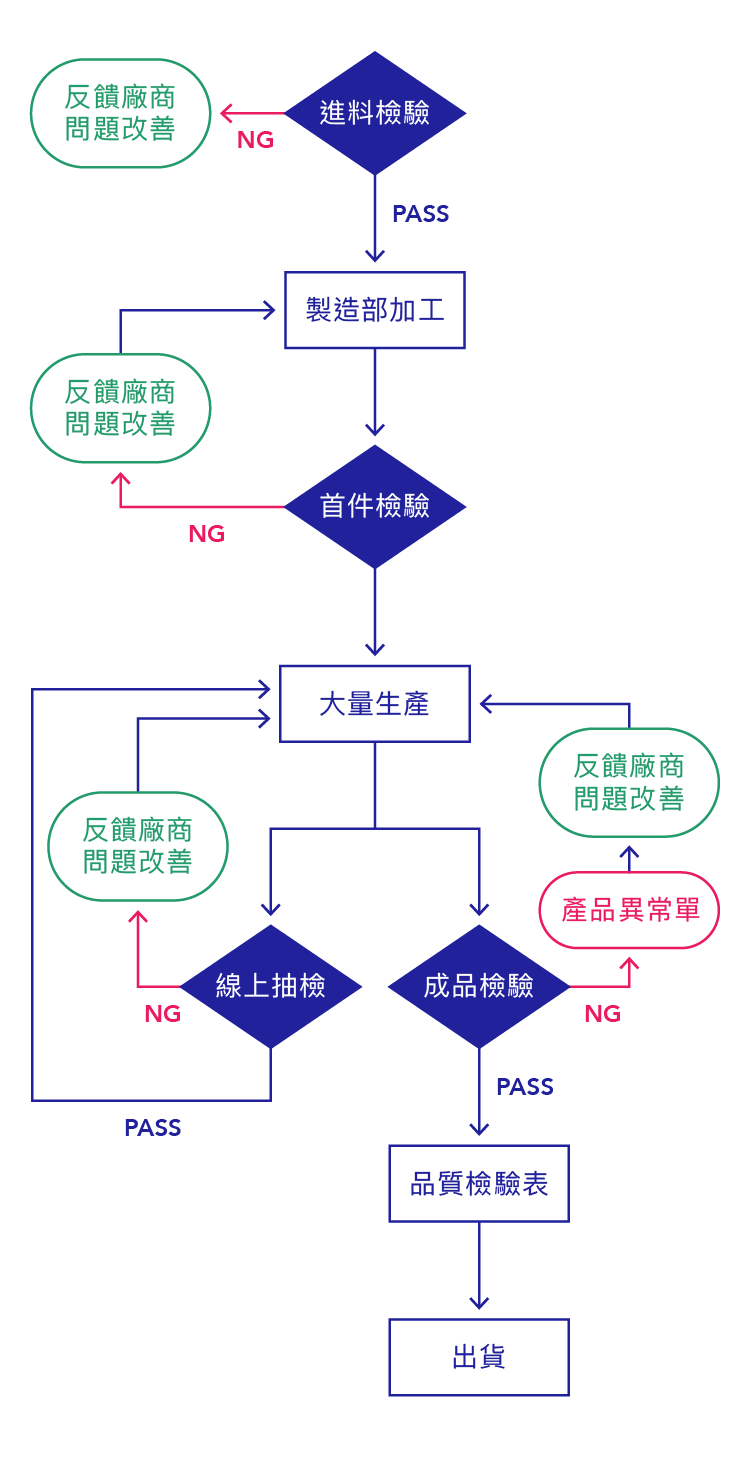 反饋廠商
問題改善
進料檢驗
NG
PASS
製造部加工
反饋廠商
問題改善
首件檢驗
NG
大量生產
反饋廠商
問題改善
反饋廠商
問題改善
產品異常單
線上抽檢
成品檢驗
NG
NG
PASS
PASS
品質檢驗表
出貨